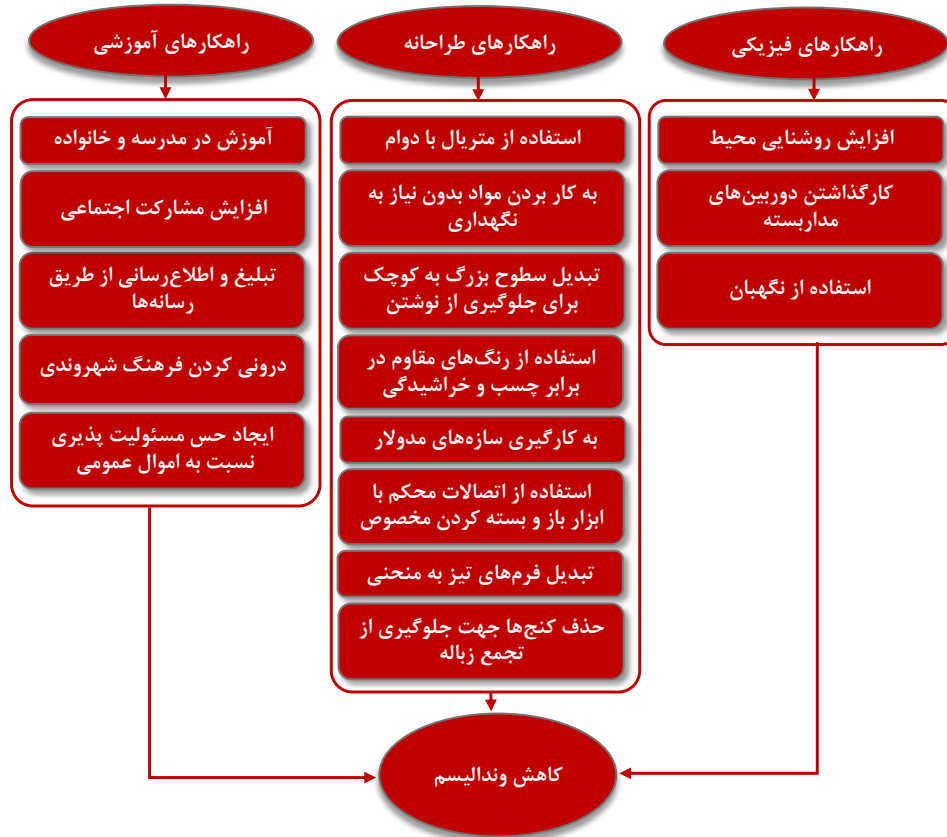 راهکارهای فیزیکی
افزایش روشنایی محیط
کارگذاشتن دوربین‌های
مداربسته
استفاده از نگهبان
راهکارهای طراحانه
استفاده از متریال با دوام
به کار بردن مواد بدون نیاز به
نگهداری
تبدیل سطوح بزرگ به کوچک
برای جلوگیری از نوشتن
استفاده از رنگ‌های مقاوم در
برابر چسب و خراشیدگی
به کارگیری سازه‌های مدولار
استفاده از اتصالات محکم با
ابزار باز و بسته کردن مخصوص
تبدیل فرم‌های تیز به منحنی
حذف کنج‌ها جهت جلوگیری از
تجمع زباله
راهکارهای آموزشی
آموزش در مدرسه و خانواده
افزایش مشارکت اجتماعی
تبلیغ و اطلاع‌رسانی از طریق
رسانه‌ها
درونی کردن فرهنگ شهروندی
ایجاد حس مسئولیت پذیری
نسبت به اموال عمومی
کاهش وندالیسم